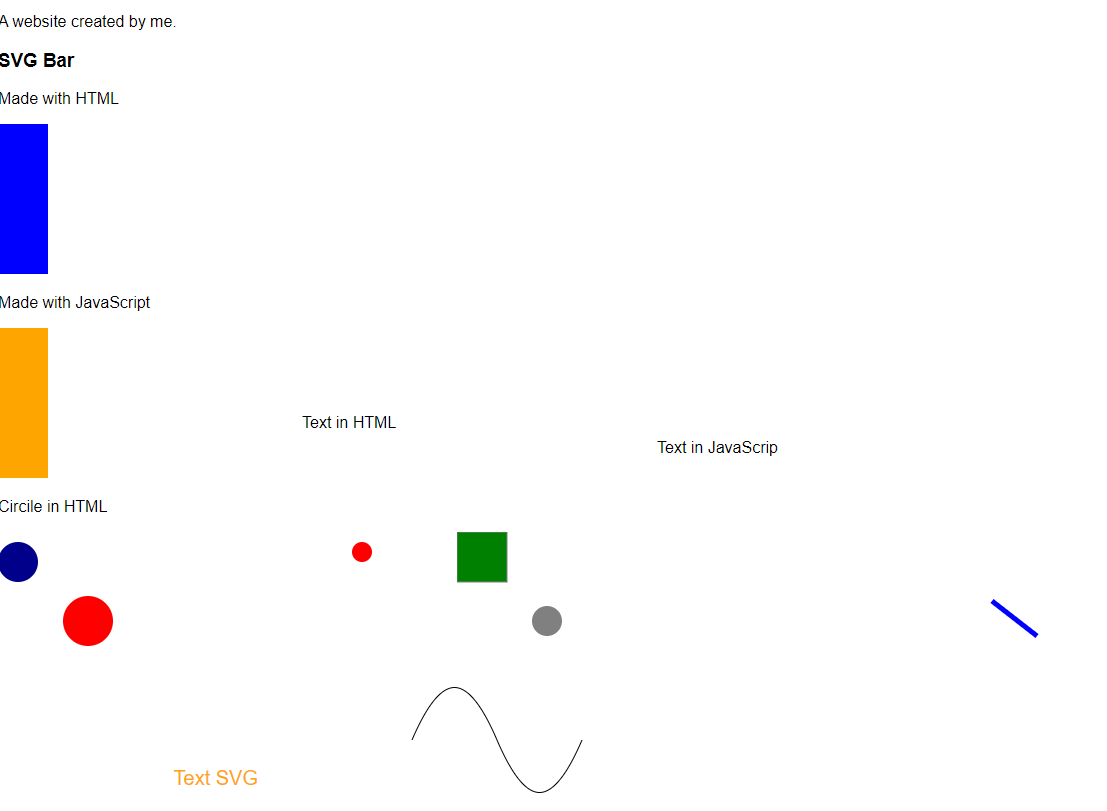 A website created by me.
SVG Bar
Made with HTML
Made with JavaScript
Text in HTML
Text in JavaScrip
Circile in HTML
Text SVG